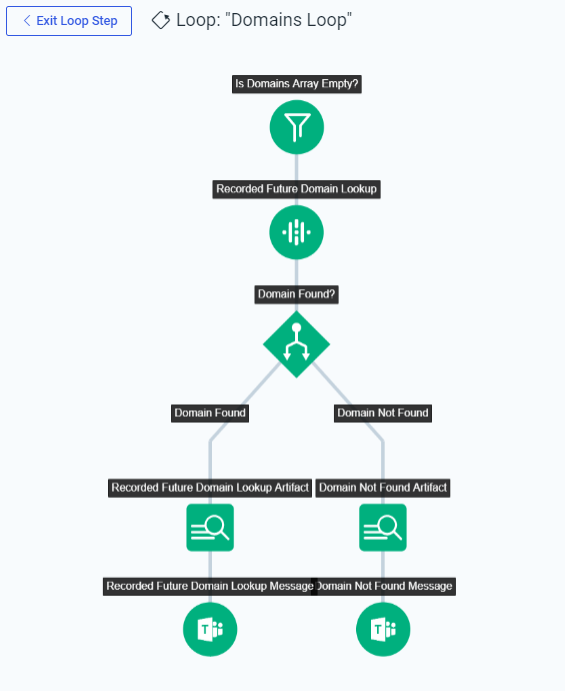 Exit Loop Step
Loop: "Domains Loop"
Is Domains Array Empty?
Recorded Future Domain Lookup
Domain Found?
Domain Found
Domain Not Found
Recorded Future Domain Lookup Artifact
Domain Not Found Artifact
Recorded Future Domain Lookup Message
Domain Not Found Message